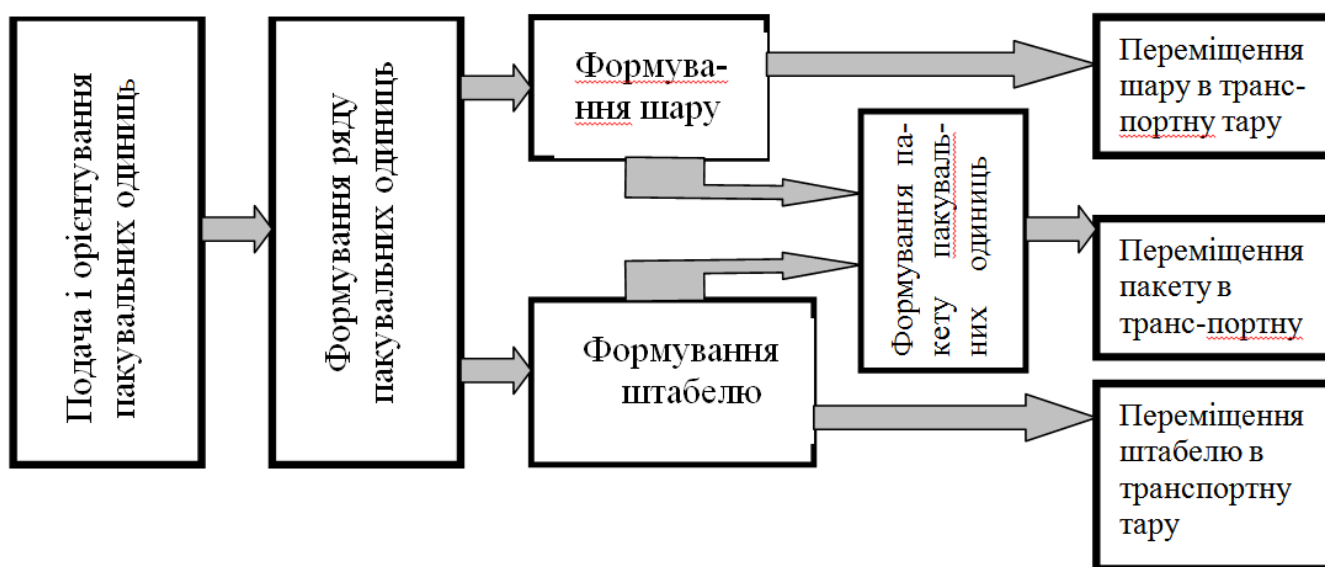 Подача і орієнтування
пакувальних одиниць
Формування ряду
пакувальних одиниць
Формува-
ння шару
Формування
штабелю
Формування па-
кету пакуваль-
них одиниць
Переміщення
шару в транс-
портну тару
Переміщення
пакету в
транс-портну
Переміщення
штабелю в
транспортну
тару